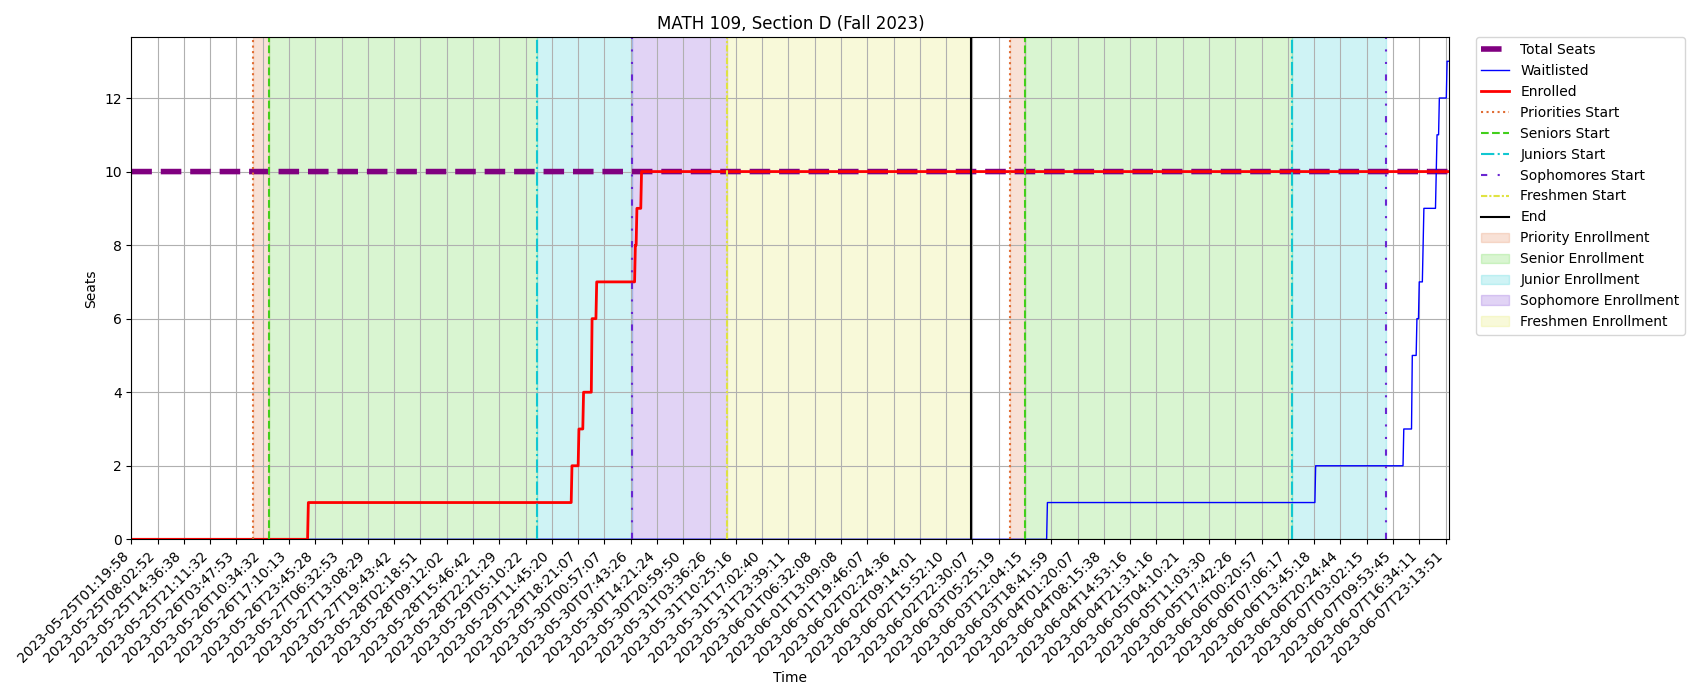 MATH 109, Section D (Fall 2023)
Seats
12
10
8
6
4
2
0
2023-05-25T01:19:58
2023-05-25T08:02:52
2023-05-25T14:36:38
2023-05-25T21:11:32
2023-05-26T03:47:53
2023-05-26T10:34:32
2023-05-26T17:10:13
2023-05-26T23:45:28
2023-05-27T06:32:53
2023-05-27T13:08:29
2023-05-27T19:43:42
2023-05-28T02:18:51
2023-05-28T09:12:02
2023-05-28T15:46:42
2023-05-28T22:21:29
2023-05-29T05:10:22
2023-05-29T11:45:20
2023-05-29T18:21:07
2023-05-30T00:57:07
2023-05-30T07:43:26
2023-05-30T14:21:24
2023-05-30T20:59:50
2023-05-31T03:36:26
2023-05-31T10:25:16
2023-05-31T17:02:40
2023-05-31T23:39:11
2023-06-01T06:32:08
2023-06-01T13:09:08
2023-06-01T19:46:07
2023-06-02T02:24:36
2023-06-02T09:14:01
2023-06-02T15:52:10
2023-06-02T22:30:07
2023-06-03T05:25:19
2023-06-03T12:04:15
2023-06-03T18:41:59
2023-06-04T01:20:07
2023-06-04T08:15:38
2023-06-04T14:53:16
2023-06-04T21:31:16
2023-06-05T04:10:21
2023-06-05T11:03:30
2023-06-05T17:42:26
2023-06-06T00:20:57
2023-06-06T07:06:17
2023-06-06T13:45:18
2023-06-06T20:24:44
2023-06-07T03:02:15
2023-06-07T09:53:45
2023-06-07T16:34:11
2023-06-07T23:13:51
Time
Total Seats
Waitlisted
Enrolled
Priorities Start
Seniors Start
Juniors Start
Sophomores Start
Freshmen Start
End
Priority Enrollment
Senior Enrollment
Junior Enrollment
Sophomore Enrollment
Freshmen Enrollment